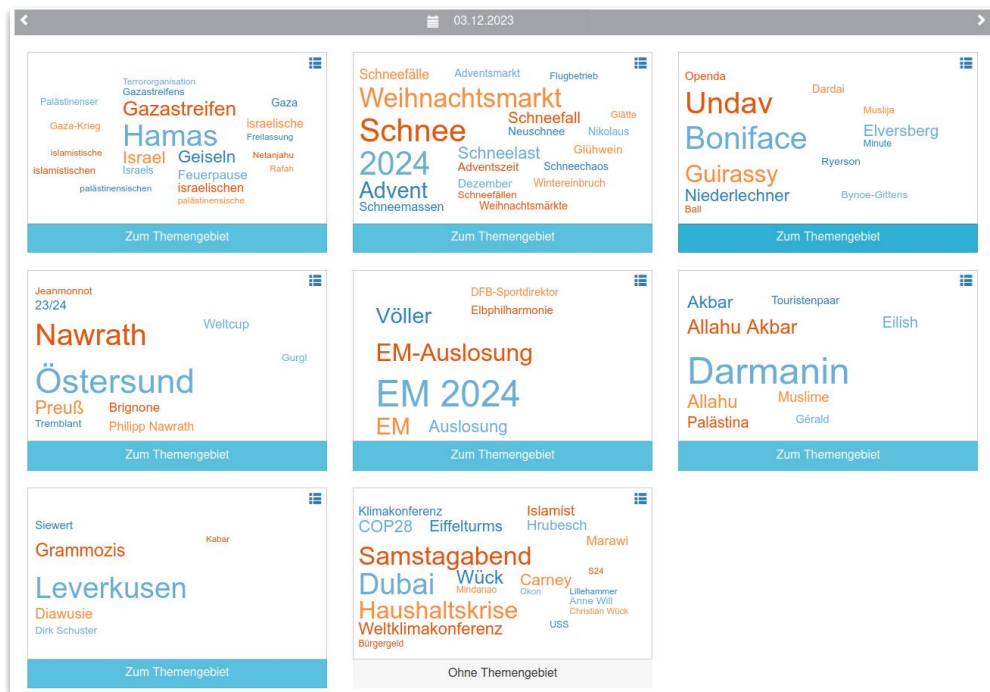 03.12.2023
Terrororganisation
Gazastreifens
Palästinenser
Gazastreifen
Gaza
Gaza-Krieg
Hamas
israelische
Freilassung
islamistische
Israel
Geiseln
Netanjahu
islamistischen
Israels
Feuerpause
Rafah
palästinensischen
israelischen
palästinensische
Zum Themengebiet
Schneefälle
Adventsmarkt
Flugbetrieb
Weihnachtsmarkt
Schnee
Schneefall
Glätte
Neuschnee
Nikolaus
2024
Schneelast
Glühwein
Adventszeit
Schneechaos
Advent
Dezember
Wintereinbruch
Schneefällen
Schneemassen
Weihnachtsmärkte
Zum Themengebiet
Openda
Dardai
Undav
Muslija
Boniface
Elversberg
Minute
Guirassy
Ryerson
Niederlechner
Bynoe-Gittens
Ball
Zum Themengebiet
Jeanmonnot
23/24
Nawrath
Weltcup
Gurgl
Östersund
Preuß
Brignone
Tremblant
Philipp Nawrath
Zum Themengebiet
DFB-Sportdirektor
Völler
Elbphilharmonie
EM-Auslosung
EM 2024
EM
Auslosung
Zum Themengebiet
Akbar
Touristenpaar
Allahu Akbar
Eilish
Darmanin
Allahu
Muslime
Palästina
Gérald
Zum Themengebiet
Siewert
Grammozis
Kabar
Leverkusen
Diawusie
Dirk Schuster
Zum Themengebiet
Klimakonferenz
Islamist
COP28
Eiffelturms
Hrubesch
Marawi
Samstagabend
S24
Dubai
Wück
Carney
Mindanao
Okon
Lillehammer
Anne Will
Haushaltskrise
Christian Wück
Weltklimakonferenz
USS
Bürgergeld
Ohne Themengebiet